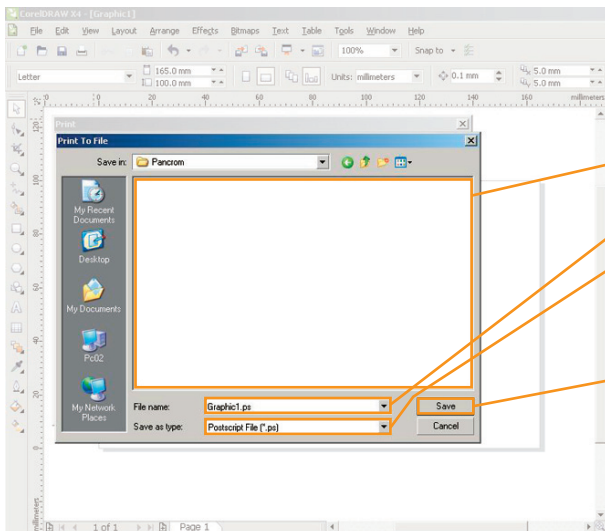 CorelDRAW X4 - [Graphic1]
File Edit View Layout Arrange Effects Bitmaps Text Table Tools Window Help
100% Snap to
Letter 165.0 mm 100.0 mm Units: millimeters 0.1 mm 5.0 mm 5.0 mm
20 40 60 80 100 120 140 160 millimeters
Print
Print To File
Save in: Pancrom
My Recent
Documents
Desktop
My Documents
Pc02
My Network
Places
File name: Graphic1.ps Save
Save as type: Postscript File (*.ps) Cancel
millimeters
1 of 1 Page 1